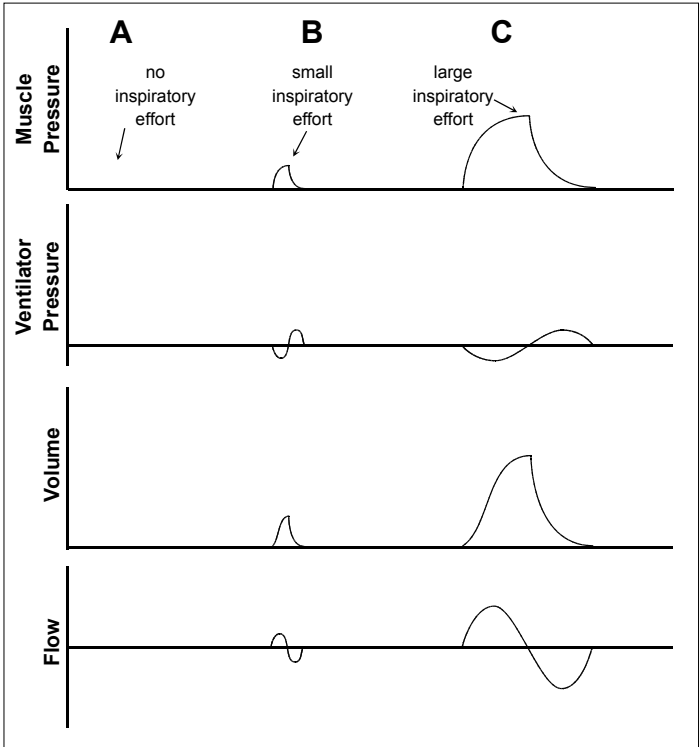 A
B
C
no
inspiratory
effort
small
inspiratory
effort
large
inspiratory
effort
Muscle
Pressure
Ventilator
Pressure
Volume
Flow